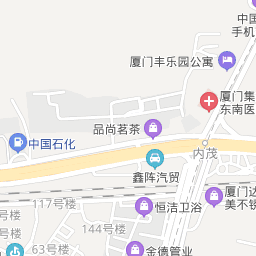 中国
手机
厦门丰乐园公寓
厦门集
东南医
品尚茗茶
中国石化
内茂
鑫阵汽贸
厦门达
美不锈
117号楼
恒洁卫浴
144号楼
63号楼
金德管业